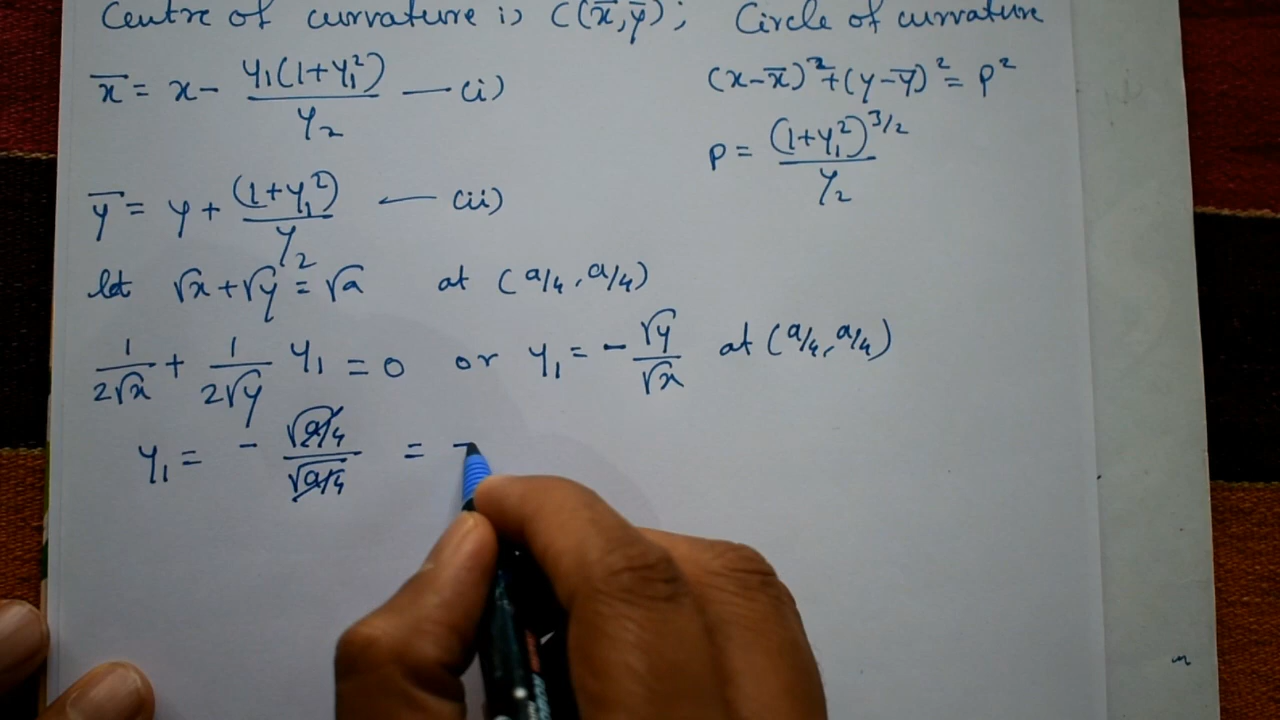 Centre of curvature is C(x̄,ȳ); Circle of curvature
x̄ = x - y₁(1+y₁²)/y₂ — (i)
(x-x̄)²+(y-ȳ)² = ρ²
ρ = (1+y₁²)^3/2 / y₂
ȳ = y + (1+y₁²)/y₂ — (ii)
let √x+√y = √a at (a/4, a/4)
1/2√x + 1/2√y y₁ = 0 or y₁ = - √y/√x at (a/4, a/4)
y₁ = - √a/4 / √a/4 = -